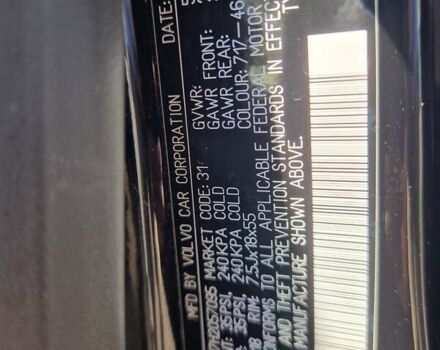 DATE:
MFD BY VOLVO CAR CORPORATION
GVWR:
GAWR FRONT:
GAWR REAR:
MARKET CODE: 31 COLOUR: 717-46
35PSI, 240KPA COLD
35PSI, 240KPA COLD
RIM: 7.5Jx18x55
CONFORMS TO ALL APPLICABLE FEDERAL MOTOR
THEFT PREVENTION STANDARDS IN EFFECT
MANUFACTURE SHOWN ABOVE.